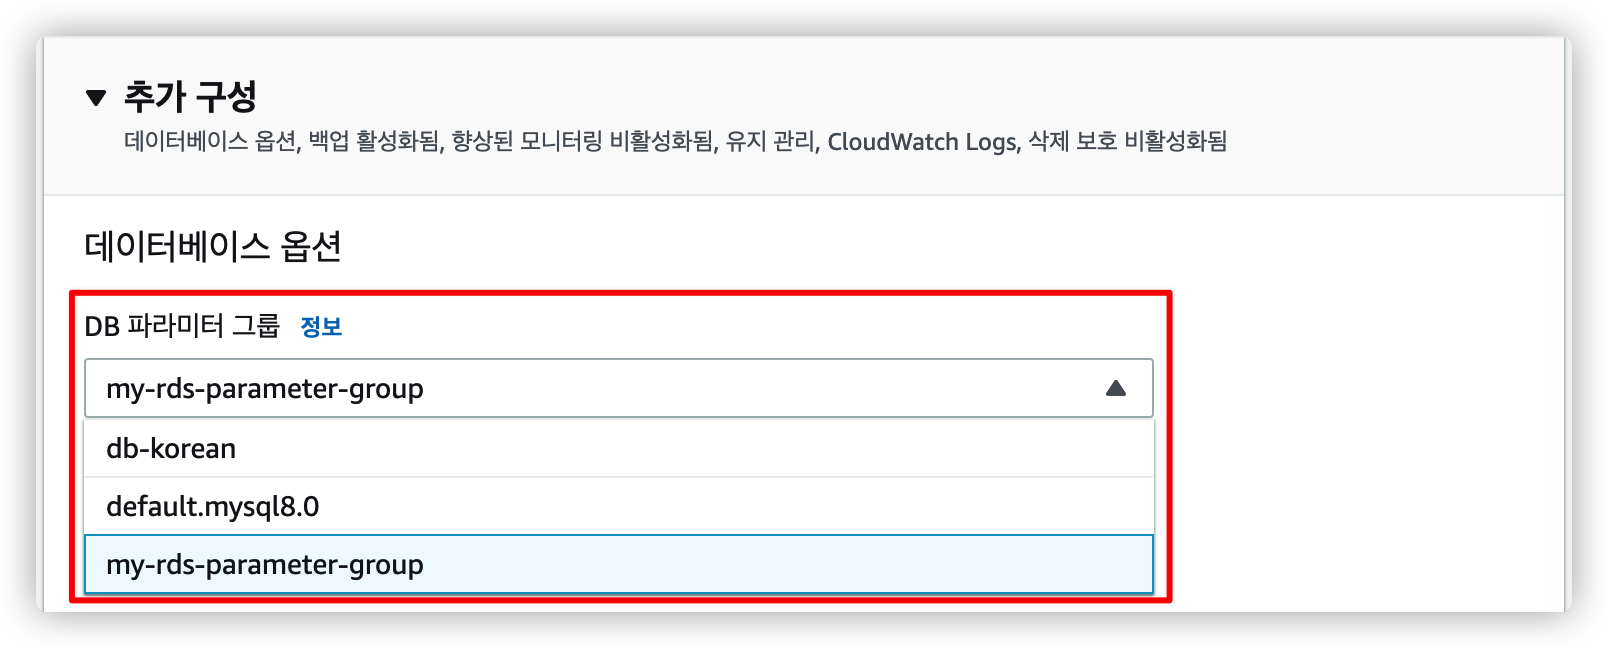 추가 구성
데이터베이스 옵션, 백업 활성화됨, 향상된 모니터링 비활성화됨, 유지 관리, CloudWatch Logs, 삭제 보호 비활성화됨
데이터베이스 옵션
DB 파라미터 그룹 정보
my-rds-parameter-group
db-korean
default.mysql8.0
my-rds-parameter-group